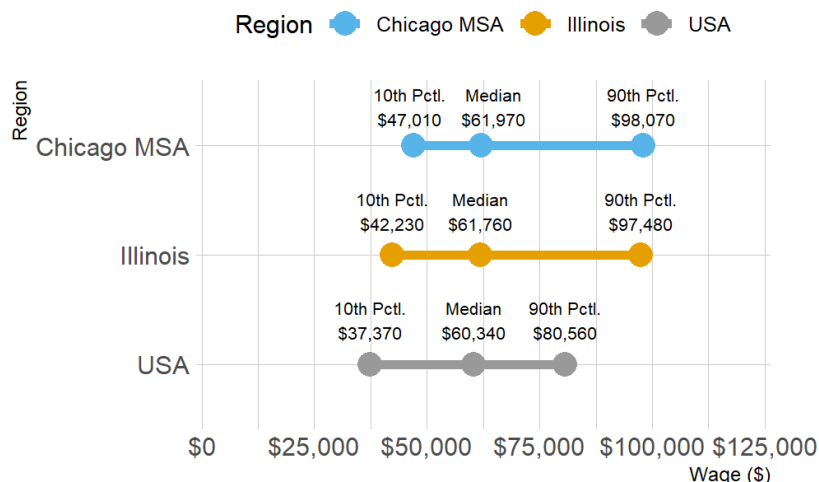 Region Chicago MSA Illinois USA
Region
10th Pctl. Median 90th Pctl.
$47,010 $61,970 $98,070
Chicago MSA
10th Pctl. Median 90th Pctl.
$42,230 $61,760 $97,480
Illinois
10th Pctl. Median 90th Pctl.
$37,370 $60,340 $80,560
USA
$0 $25,000 $50,000 $75,000 $100,000 $125,000
Wage ($)